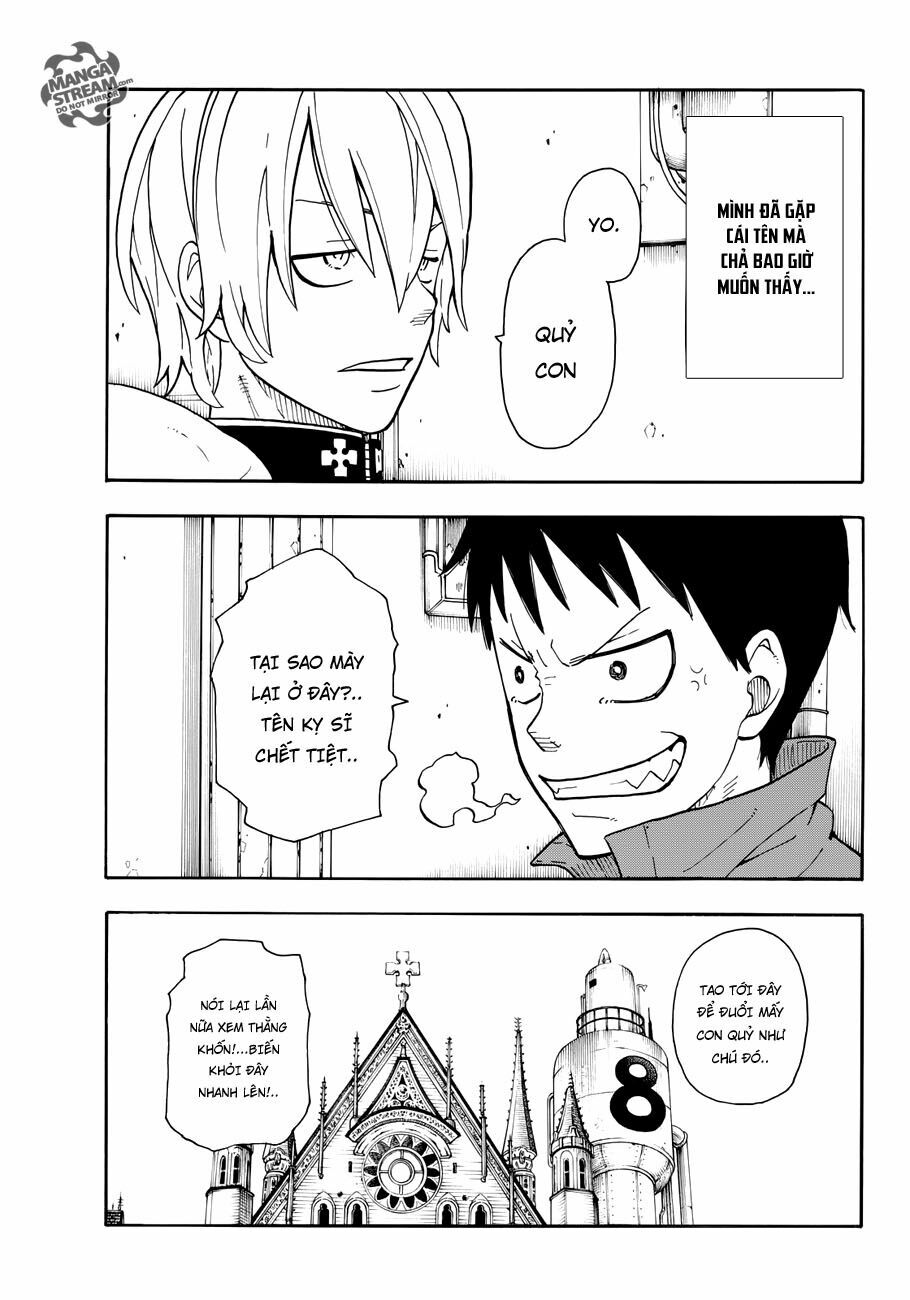 MANGA
STREAM.com
DO NOT MIRROR
MÌNH ĐÃ GẶP
CÁI TÊN MÀ
CHẢ BAO GIỜ
MUỐN THẤY...
YO.
QUỶ
CON
TẠI SAO MÀY
LẠI Ở ĐÂY?..
TÊN KỴ SĨ
CHẾT TIỆT..
TAO TỚI ĐÂY
ĐỂ ĐUỔI MẤY
CON QUỶ NHƯ
CHÚ ĐÓ..
NÓI LẠI LẦN
NỮA XEM THẰNG
KHỐN!...BIẾN
KHỎI ĐÂY
NHANH LÊN!..
8